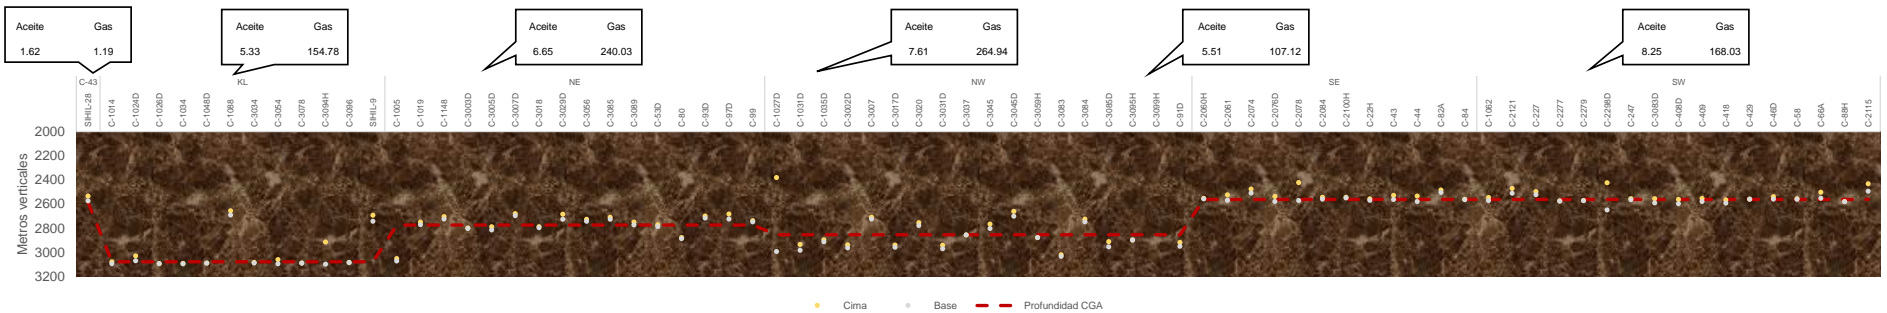 Aceite Gas
1.62 1.19
Aceite Gas
5.33 154.78
Aceite Gas
6.65 240.03
Aceite Gas
7.61 264.94
Aceite Gas
5.51 107.12
Aceite Gas
8.25 168.03
C-43 KL NE NW SE SW
SIHIL-28
C-1014
C-1024D
C-1026D
C-1034
C-1048D
C-1088
C-3034
C-3054
C-3078
C-3094H
C-3096
SIHIL-9
C-1005
C-1019
C-1148
C-3003D
C-3005D
C-3007D
C-3018
C-3029D
C-3056
C-3085
C-3089
C-53D
C-80
C-93D
C-97D
C-99
C-1027D
C-1031D
C-1035D
C-3002D
C-3007
C-3017D
C-3020
C-3031D
C-3037
C-3045
C-3045D
C-3059H
C-3083
C-3084
C-3085D
C-3095H
C-3099H
C-91D
C-2060H
C-2061
C-2074
C-2076D
C-2078
C-2084
C-2100H
C-22H
C-43
C-44
C-82A
C-84
C-1062
C-2121
C-227
C-2277
C-2279
C-2298D
C-247
C-3083D
C-408D
C-409
C-418
C-429
C-46D
C-58
C-66A
C-88H
C-2115
Metros verticales
2000
2200
2400
2600
2800
3000
3200
Cima Base Profundidad CGA